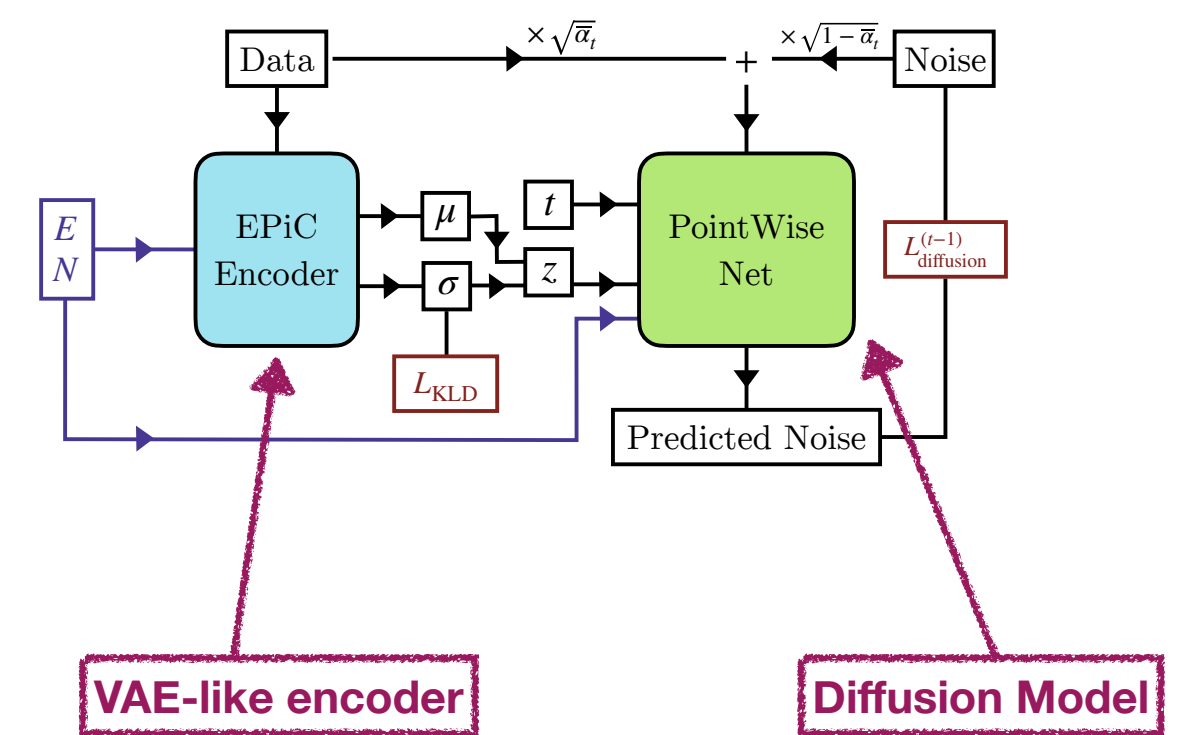 Data
× √ᾱₜ
+
× √1 − ᾱₜ
Noise
E
N
EPiC
Encoder
μ
σ
t
z
PointWise
Net
L_diffusion^(t−1)
L_KLD
Predicted Noise
VAE-like encoder
Diffusion Model